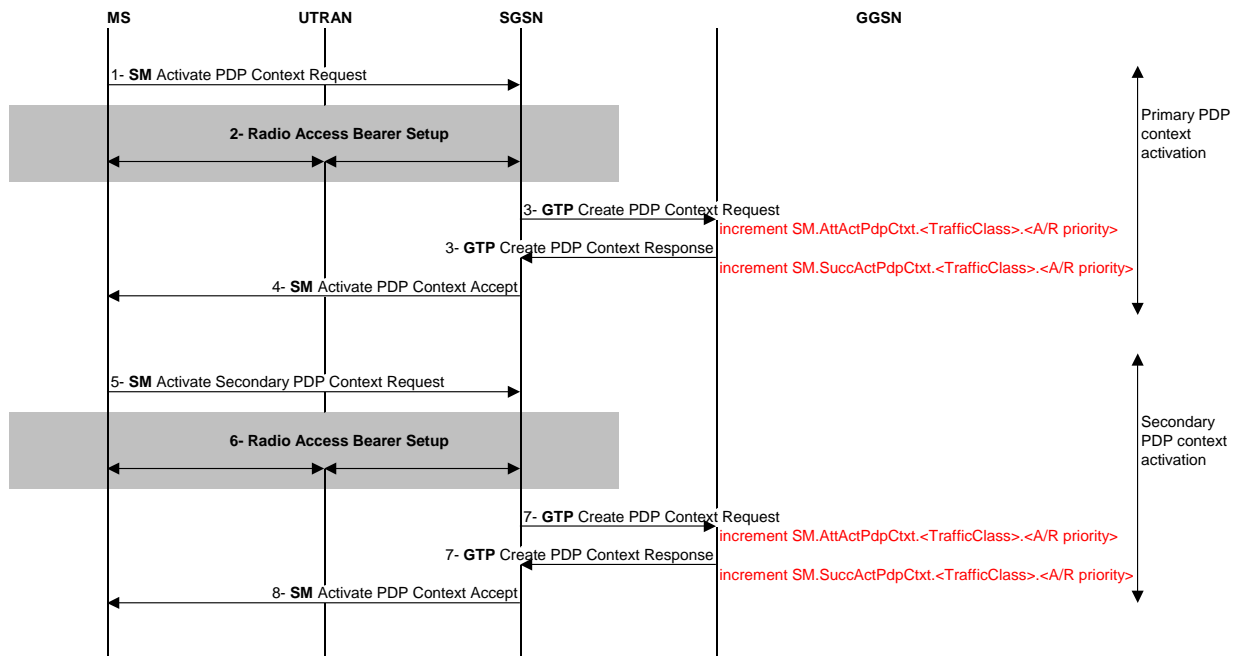 MS UTRAN SGSN GGSN
1- SM Activate PDP Context Request
2- Radio Access Bearer Setup
Primary PDP
context
activation
3- GTP Create PDP Context Request
increment SM.AttActPdpCtxt.<TrafficClass>.<A/R priority>
3- GTP Create PDP Context Response
increment SM.SuccActPdpCtxt.<TrafficClass>.<A/R priority>
4- SM Activate PDP Context Accept
5- SM Activate Secondary PDP Context Request
6- Radio Access Bearer Setup
Secondary
PDP context
activation
7- GTP Create PDP Context Request
increment SM.AttActPdpCtxt.<TrafficClass>.<A/R priority>
7- GTP Create PDP Context Response
increment SM.SuccActPdpCtxt.<TrafficClass>.<A/R priority>
8- SM Activate PDP Context Accept